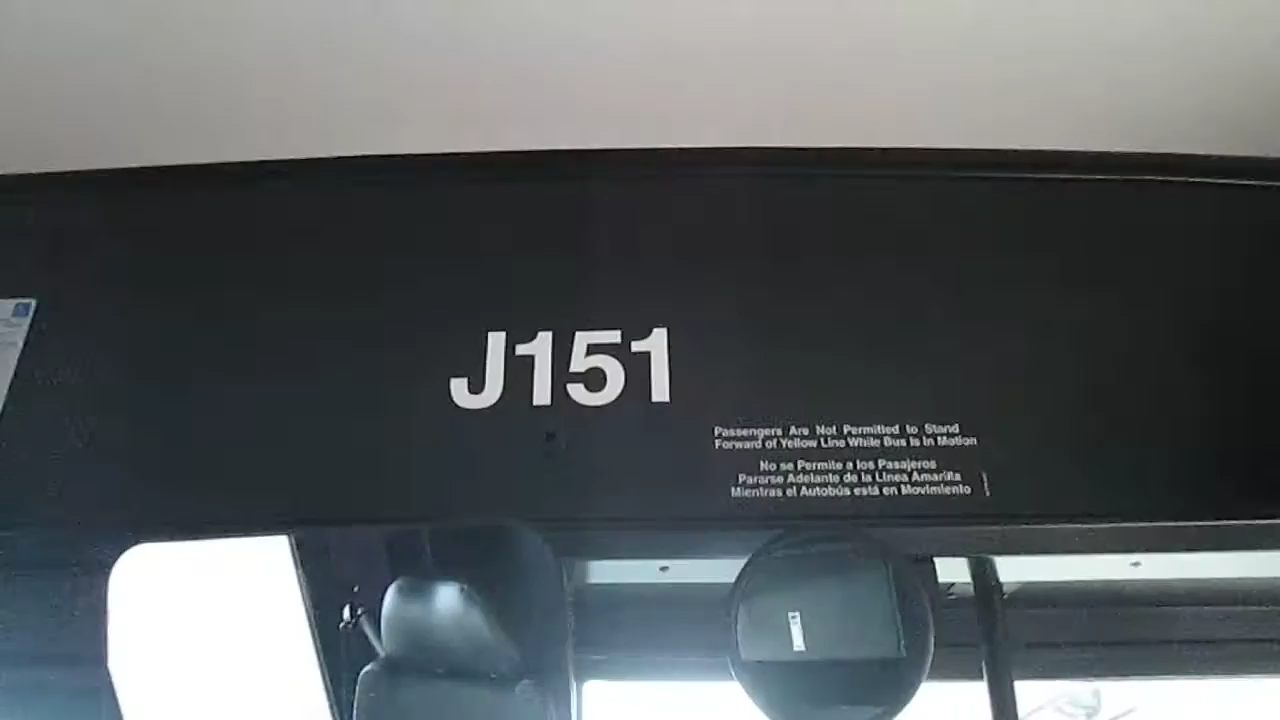 J151
Passengers Are Not Permitted to Stand
Forward of Yellow Line While Bus Is In Motion
No se Permite a los Pasajeros
Pararse Adelante de la Linea Amarilla
Mientras el Autobús está en Movimiento